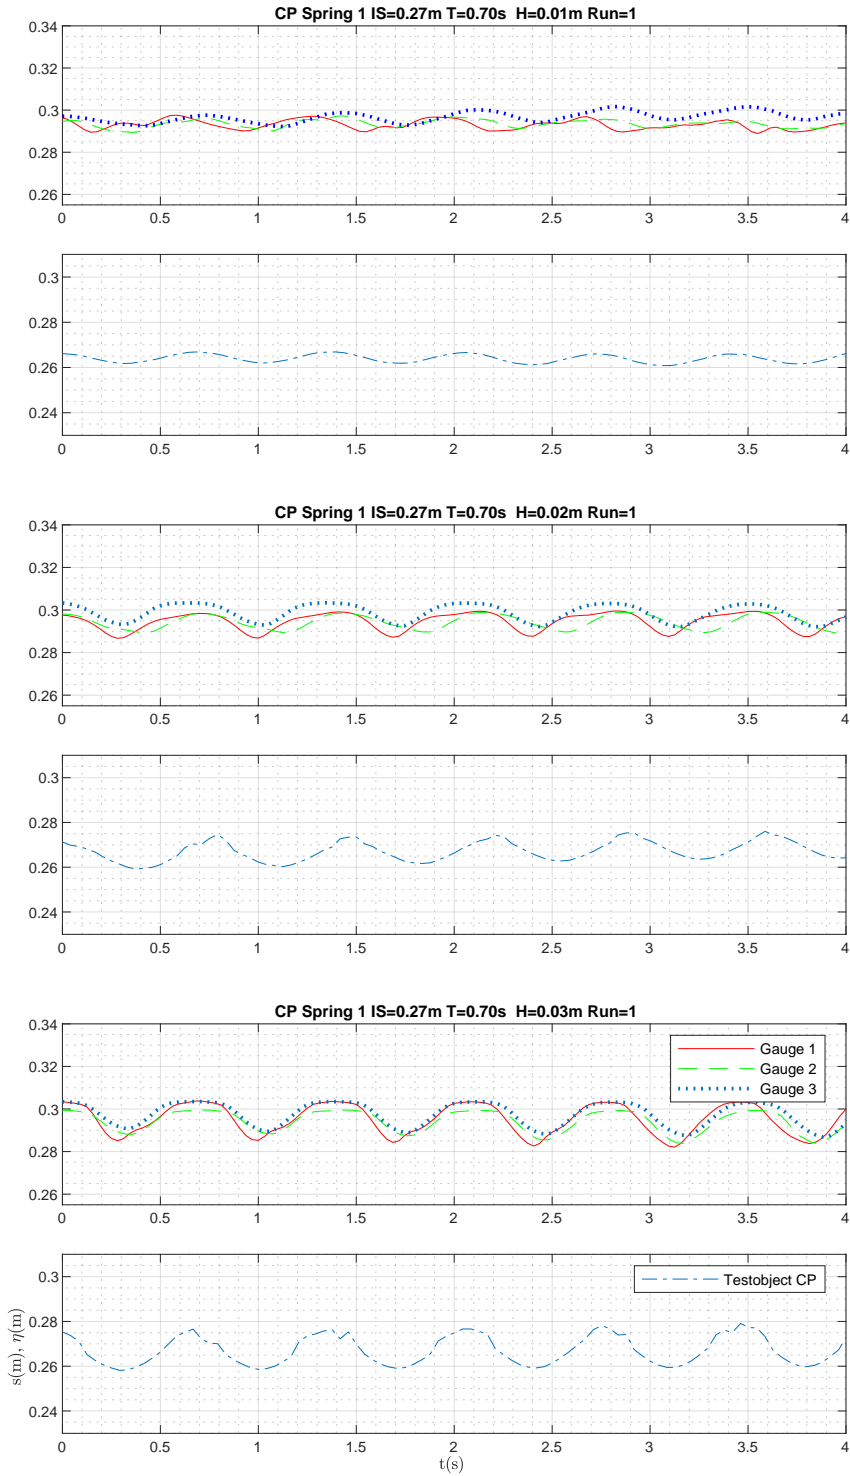 CP Spring 1 IS=0.27m T=0.70s  H=0.01m Run=1
0.34
0.32
0.3
0.28
0.26
0 0.5 1 1.5 2 2.5 3 3.5 4
0.3
0.28
0.26
0.24
0 0.5 1 1.5 2 2.5 3 3.5 4
CP Spring 1 IS=0.27m T=0.70s  H=0.02m Run=1
0.34
0.32
0.3
0.28
0.26
0 0.5 1 1.5 2 2.5 3 3.5 4
0.3
0.28
0.26
0.24
0 0.5 1 1.5 2 2.5 3 3.5 4
CP Spring 1 IS=0.27m T=0.70s  H=0.03m Run=1
0.34
Gauge 1
0.32
Gauge 2
Gauge 3
0.3
0.28
0.26
0 0.5 1 1.5 2 2.5 3 3.5 4
Testobject CP
0.3
0.28
0.26
0.24
s(m), η(m)
0 0.5 1 1.5 2 2.5 3 3.5 4
t(s)